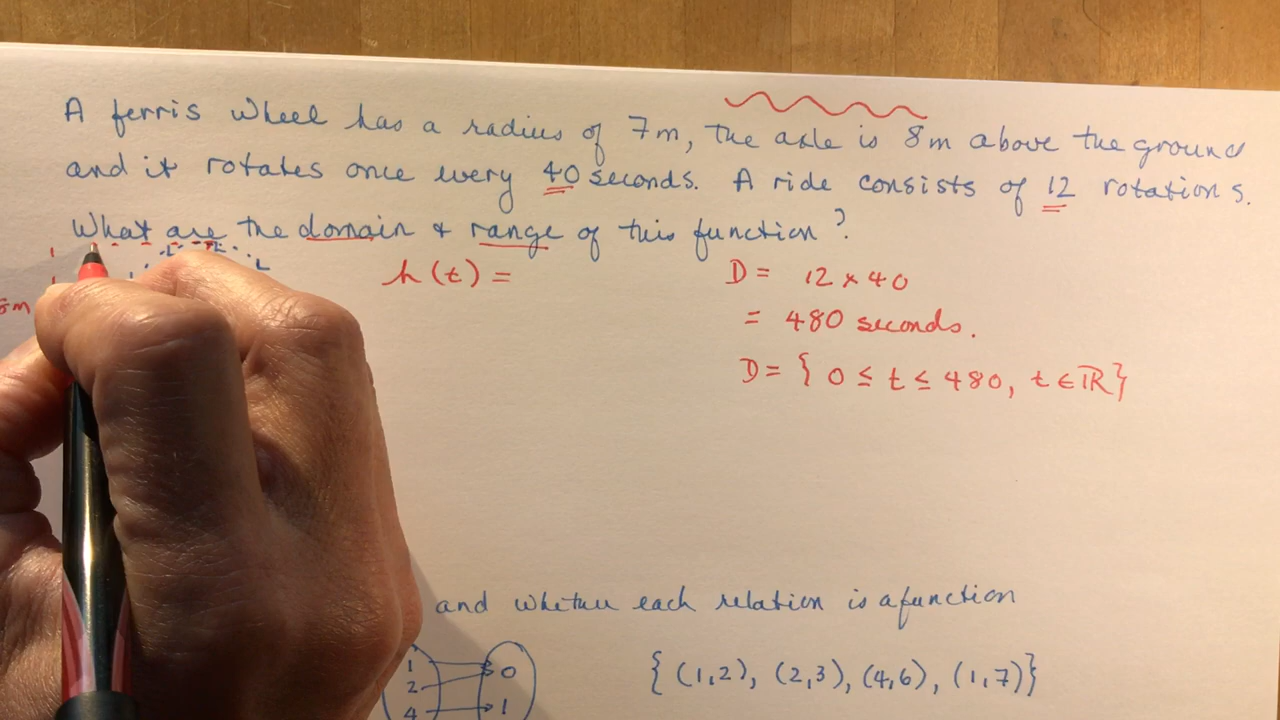 A ferris wheel has a radius of 7m, the axle is 8m above the ground
and it rotates once every 40 seconds. A ride consists of 12 rotations.
What are the domain + range of this function?
h(t) =
D = 12 × 40
= 480 seconds.
D = { 0 ≤ t ≤ 480, t ∈ ℝ}
8m
and whether each relation is a function
1 0
2
4 1
{(1,2), (2,3), (4,6), (1,7)}